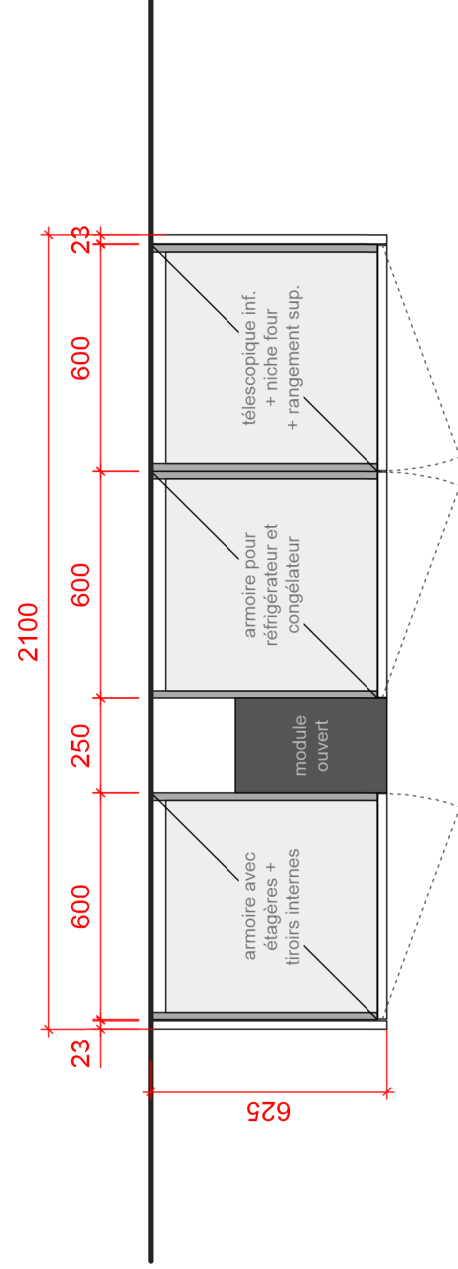 2100
23
600
250
600
600
23
625
armoire avec
étagères +
tiroirs internes
module
ouvert
armoire pour
réfrigérateur et
congélateur
télescopique inf.
+ niche four
+ rangement sup.